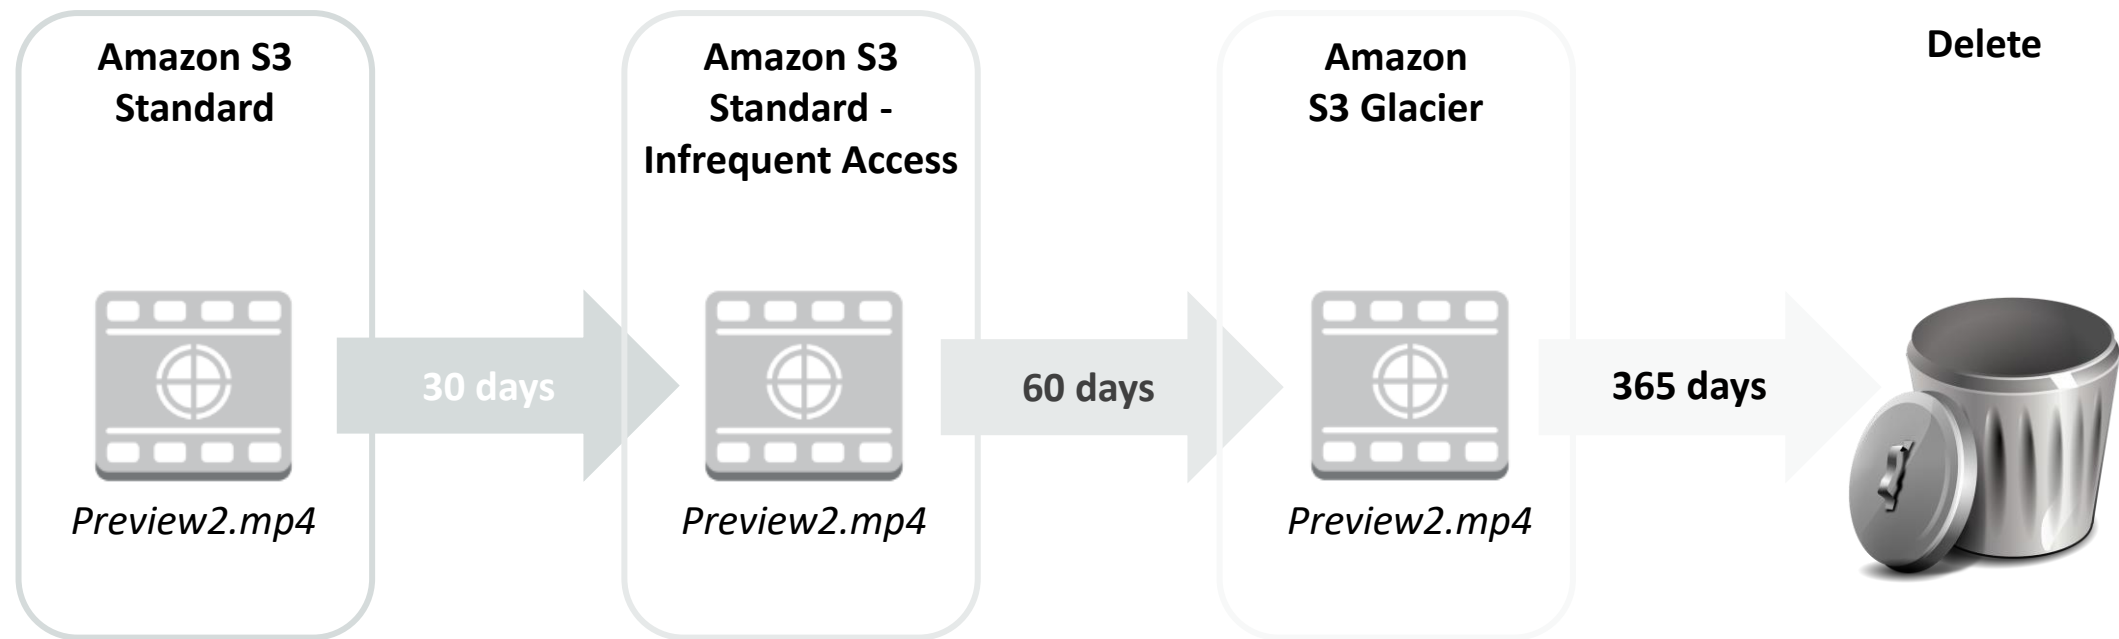 Amazon S3
Standard
Amazon S3
Standard -
Infrequent Access
Amazon
S3 Glacier
Delete
30 days
60 days
365 days
Preview2.mp4
Preview2.mp4
Preview2.mp4